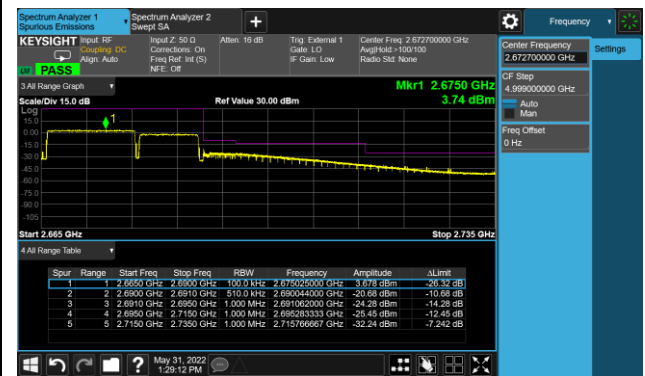 Spectrum Analyzer 1
Spurious Emissions
Spectrum Analyzer 2
Swept SA
Frequency
KEYSIGHT
Input: RF
Coupling: DC
Align: Auto
Input Z: 50 Ω
Corrections: On
Freq Ref: Int (S)
NFE: Off
Atten: 16 dB
Trig: External 1
Gate: LO
IF Gain: Low
Center Freq: 2.672700000 GHz
Avg|Hold:>100/100
Radio Std: None
PASS
Center Frequency
2.672700000 GHz
Settings
CF Step
4.999000000 GHz
Auto
Man
Freq Offset
0 Hz
3 All Range Graph
Mkr1 2.6750 GHz
Scale/Div 15.0 dB
Ref Value 30.00 dBm
3.74 dBm
Log
1
15.0
0.00
-15.0
-30.0
-45.0
-60.0
-75.0
-90.0
-105
Start 2.665 GHz
Stop 2.735 GHz
4 All Range Table
Spur Range Start Freq Stop Freq RBW Frequency Amplitude ΔLimit
1 1 2.6650 GHz 2.6900 GHz 100.0 kHz 2.675025000 GHz 3.678 dBm -26.32 dB
2 2 2.6900 GHz 2.6910 GHz 510.0 kHz 2.690044000 GHz -20.68 dBm -10.68 dB
3 3 2.6910 GHz 2.6950 GHz 1.000 MHz 2.691062000 GHz -24.28 dBm -14.28 dB
4 4 2.6950 GHz 2.7150 GHz 1.000 MHz 2.695283333 GHz -25.45 dBm -12.45 dB
5 5 2.7150 GHz 2.7350 GHz 1.000 MHz 2.715766667 GHz -32.24 dBm -7.242 dB
May 31, 2022
1:29:12 PM